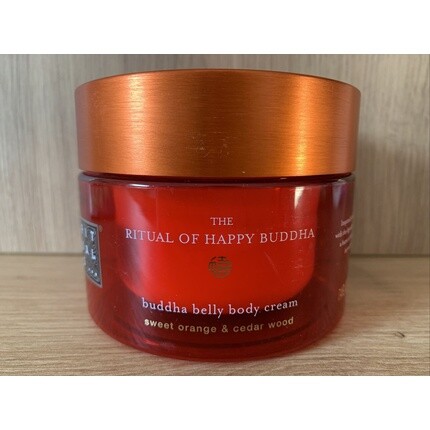 THE
RITUAL OF HAPPY BUDDHA
buddha belly body cream
sweet orange & cedar wood